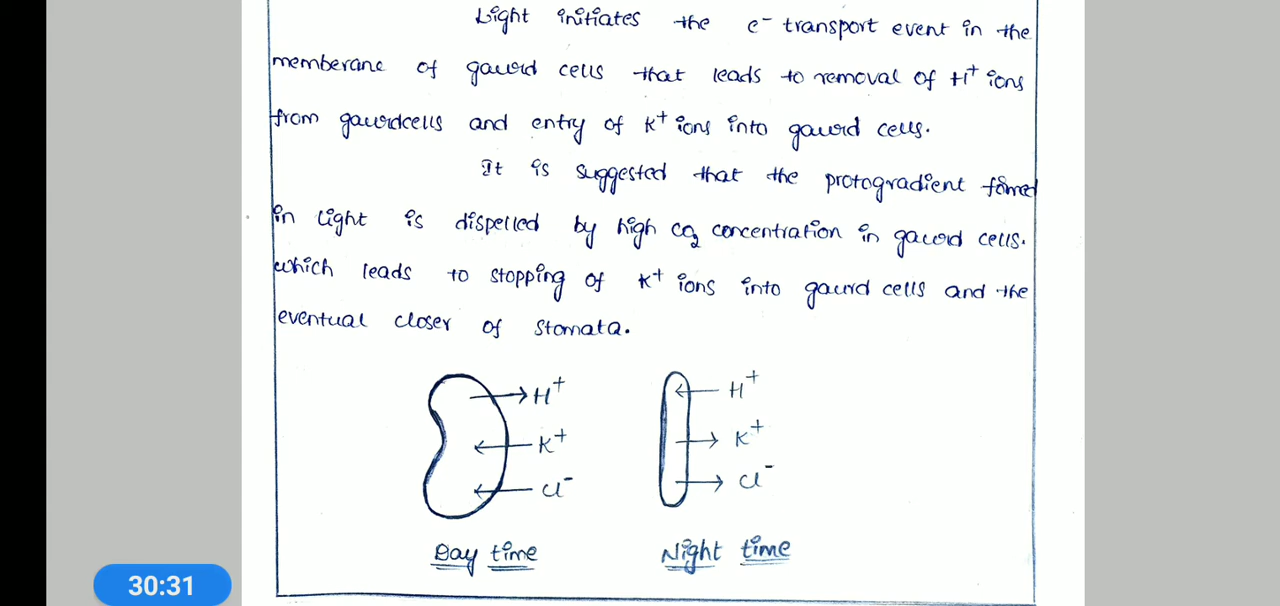 Light initiates the e⁻ transport event in the
memberane of gaurd cells that leads to removal of H⁺ ions
from gaurdcells and entry of K⁺ ions into gaurd cells.
It is suggested that the protogradient fomed
in light is dispelled by high CO₂ concentration in gaurd cells.
which leads to stopping of K⁺ ions into gaurd cells and the
eventual closer of stomata.
H⁺ H⁺
K⁺ K⁺
Cl⁻ Cl⁻
Day time Night time
30:31